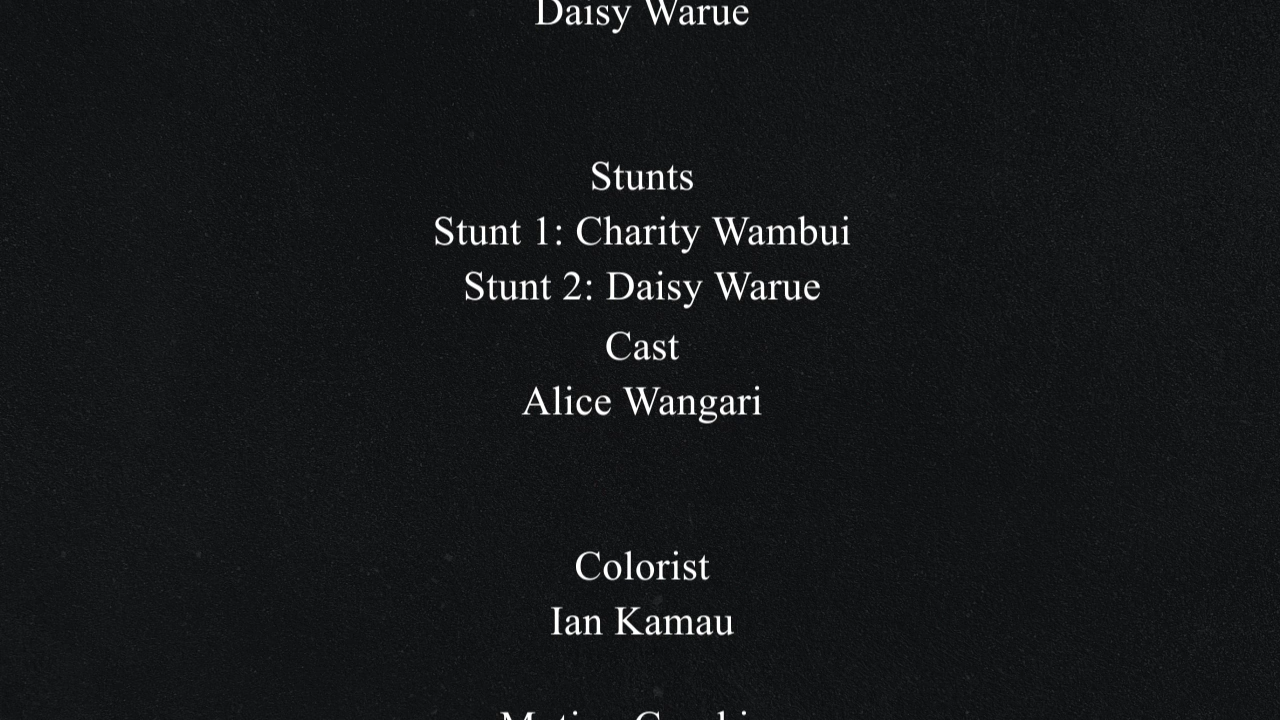 Daisy Warue
Stunts
Stunt 1: Charity Wambui
Stunt 2: Daisy Warue
Cast
Alice Wangari
Colorist
Ian Kamau